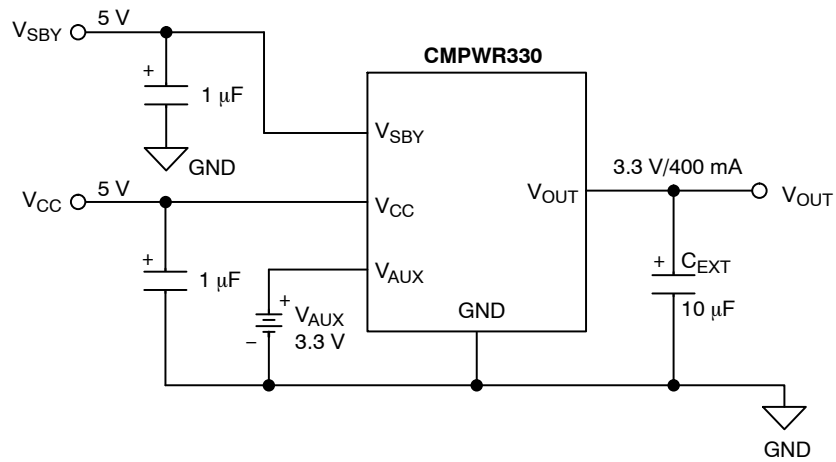 V_SBY 5 V
CMPWR330
+
1 μF
GND
V_SBY
V_CC 5 V
V_CC
3.3 V/400 mA
V_OUT
V_OUT
+
1 μF
V_AUX
+
V_AUX
3.3 V
−
GND
+ C_EXT
10 μF
GND